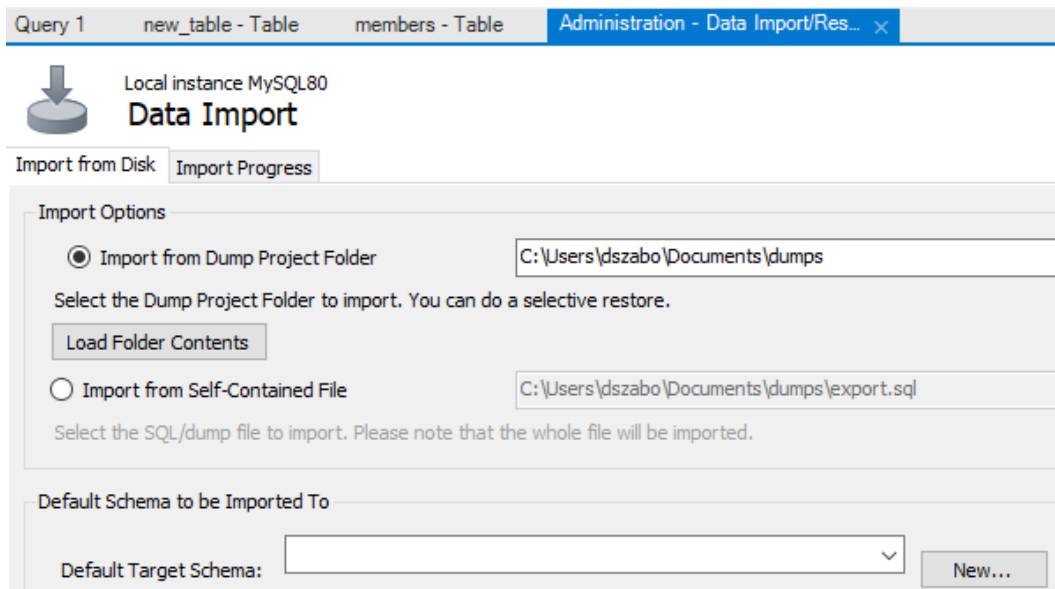 Query 1 new_table - Table members - Table Administration - Data Import/Res...
Local instance MySQL80
Data Import
Import from Disk Import Progress
Import Options
Import from Dump Project Folder C:\Users\dszabo\Documents\dumps
Select the Dump Project Folder to import. You can do a selective restore.
Load Folder Contents
Import from Self-Contained File C:\Users\dszabo\Documents\dumps\export.sql
Select the SQL/dump file to import. Please note that the whole file will be imported.
Default Schema to be Imported To
Default Target Schema: New...